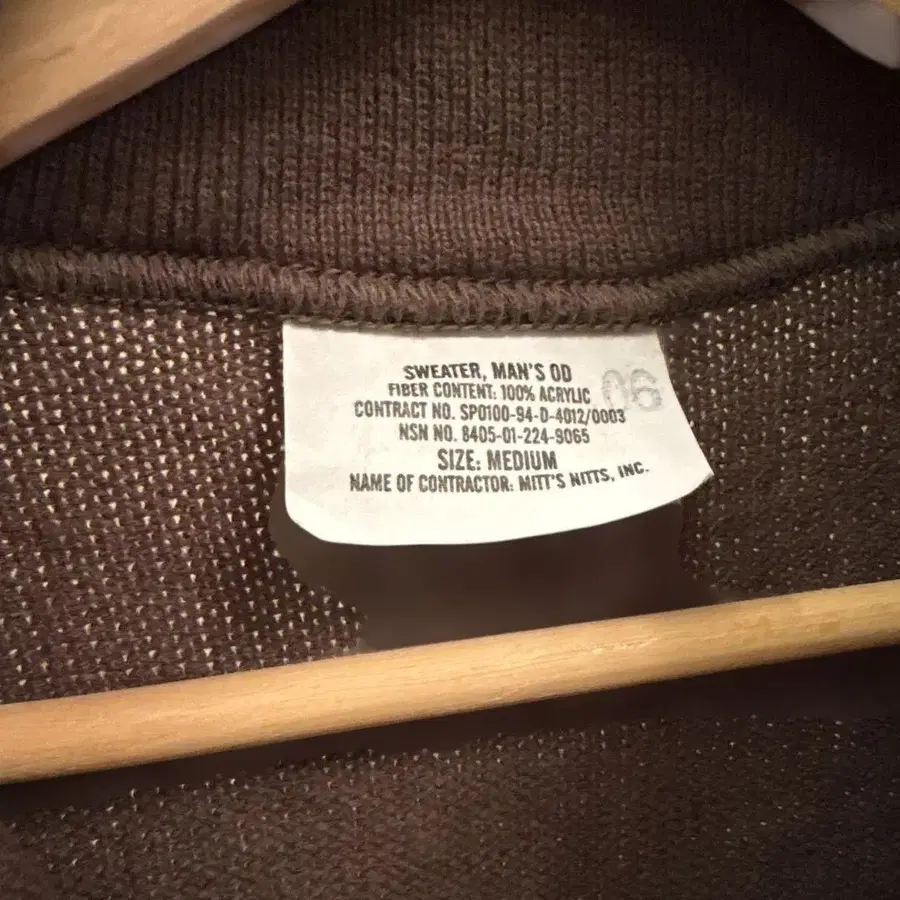 SWEATER, MAN'S OD
FIBER CONTENT: 100% ACRYLIC
CONTRACT NO. SPO100-94-D-4012/0003
NSN NO. 8405-01-224-9065
SIZE: MEDIUM
NAME OF CONTRACTOR: MITT'S NITTS, INC.
06